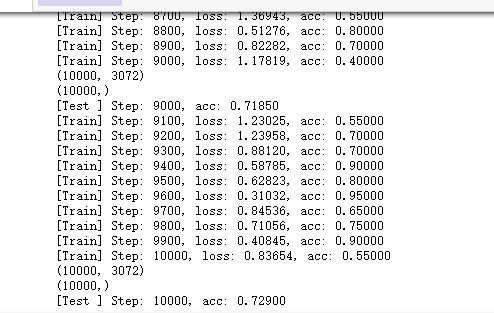 [Train] Step: 8700, loss: 1.36943, acc: 0.55000
[Train] Step: 8800, loss: 0.51276, acc: 0.80000
[Train] Step: 8900, loss: 0.82282, acc: 0.70000
[Train] Step: 9000, loss: 1.17819, acc: 0.40000
(10000, 3072)
(10000,)
[Test ] Step: 9000, acc: 0.71850
[Train] Step: 9100, loss: 1.23025, acc: 0.55000
[Train] Step: 9200, loss: 1.23958, acc: 0.70000
[Train] Step: 9300, loss: 0.88120, acc: 0.70000
[Train] Step: 9400, loss: 0.58785, acc: 0.90000
[Train] Step: 9500, loss: 0.62823, acc: 0.80000
[Train] Step: 9600, loss: 0.31032, acc: 0.95000
[Train] Step: 9700, loss: 0.84536, acc: 0.65000
[Train] Step: 9800, loss: 0.71056, acc: 0.75000
[Train] Step: 9900, loss: 0.40845, acc: 0.90000
[Train] Step: 10000, loss: 0.83654, acc: 0.55000
(10000, 3072)
(10000,)
[Test ] Step: 10000, acc: 0.72900